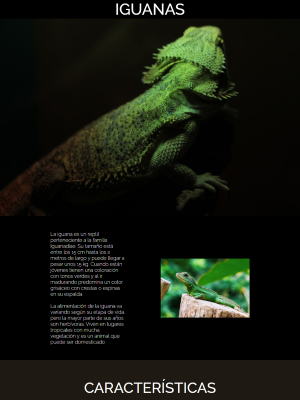 IGUANAS
La iguana es un reptil
perteneciente a la familia
Iguanadiae. Su tamaño está
entre los 15 cm hasta los 2
metros de largo y puede llegar a
pesar unos 15 kg. Cuando están
jóvenes tienen una coloración
con tonos verdes y al ir
madurando predomina un color
grisáceo con crestas o espinas
en su espalda.
La alimentación de la iguana va
variando según su etapa de vida
pero la mayor parte de sus años
son herbívoras. Viven en lugares
tropicales con mucha
vegetación y es un animal que
puede ser domesticado.
CARACTERÍSTICAS